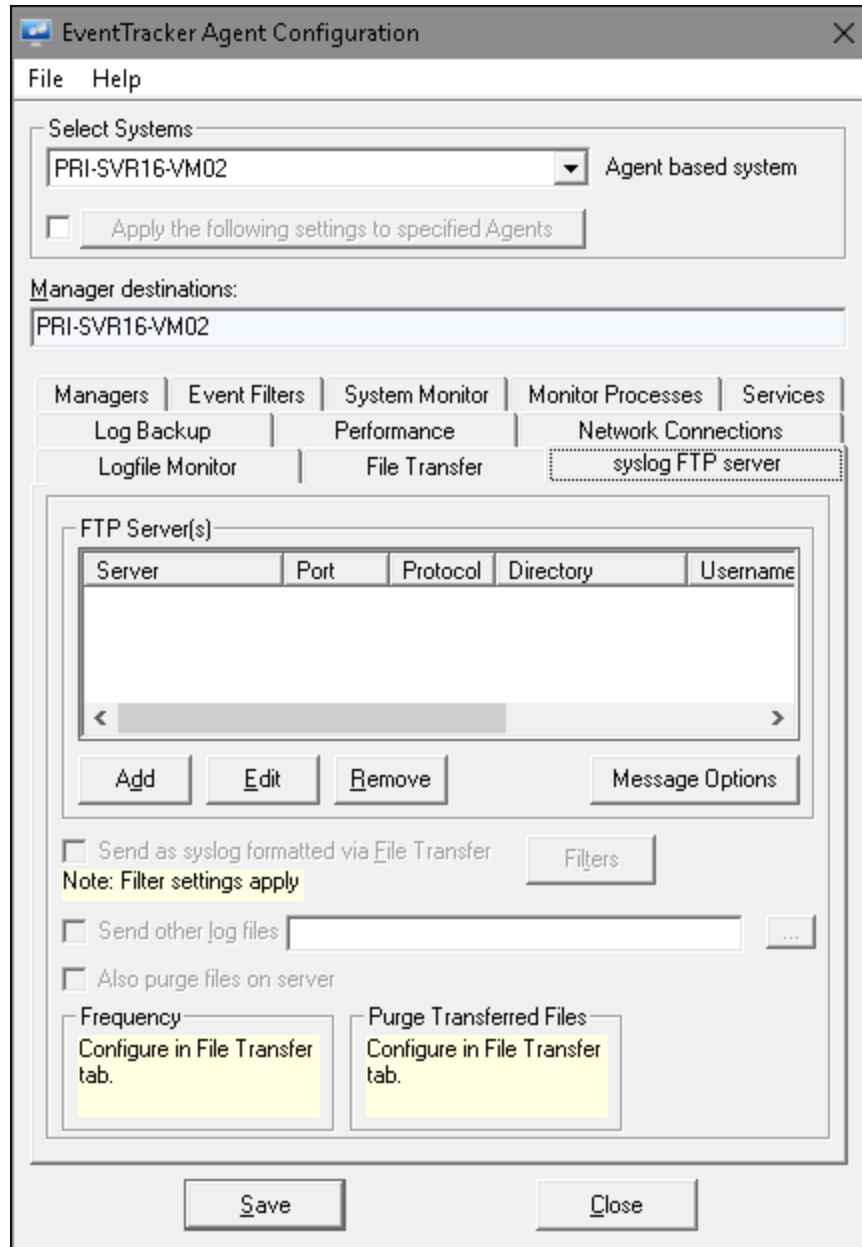 EventTracker Agent Configuration
File Help
Select Systems
PRI-SVR16-VM02
Agent based system
Apply the following settings to specified Agents
Manager destinations:
PRI-SVR16-VM02
Managers Event Filters System Monitor Monitor Processes Services
Log Backup Performance Network Connections
Logfile Monitor File Transfer syslog FTP server
FTP Server(s)
Server Port Protocol Directory Username
Add Edit Remove Message Options
Send as syslog formatted via File Transfer Filters
Note: Filter settings apply
Send other log files ...
Also purge files on server
Frequency
Configure in File Transfer
tab.
Purge Transferred Files
Configure in File Transfer
tab.
Save Close